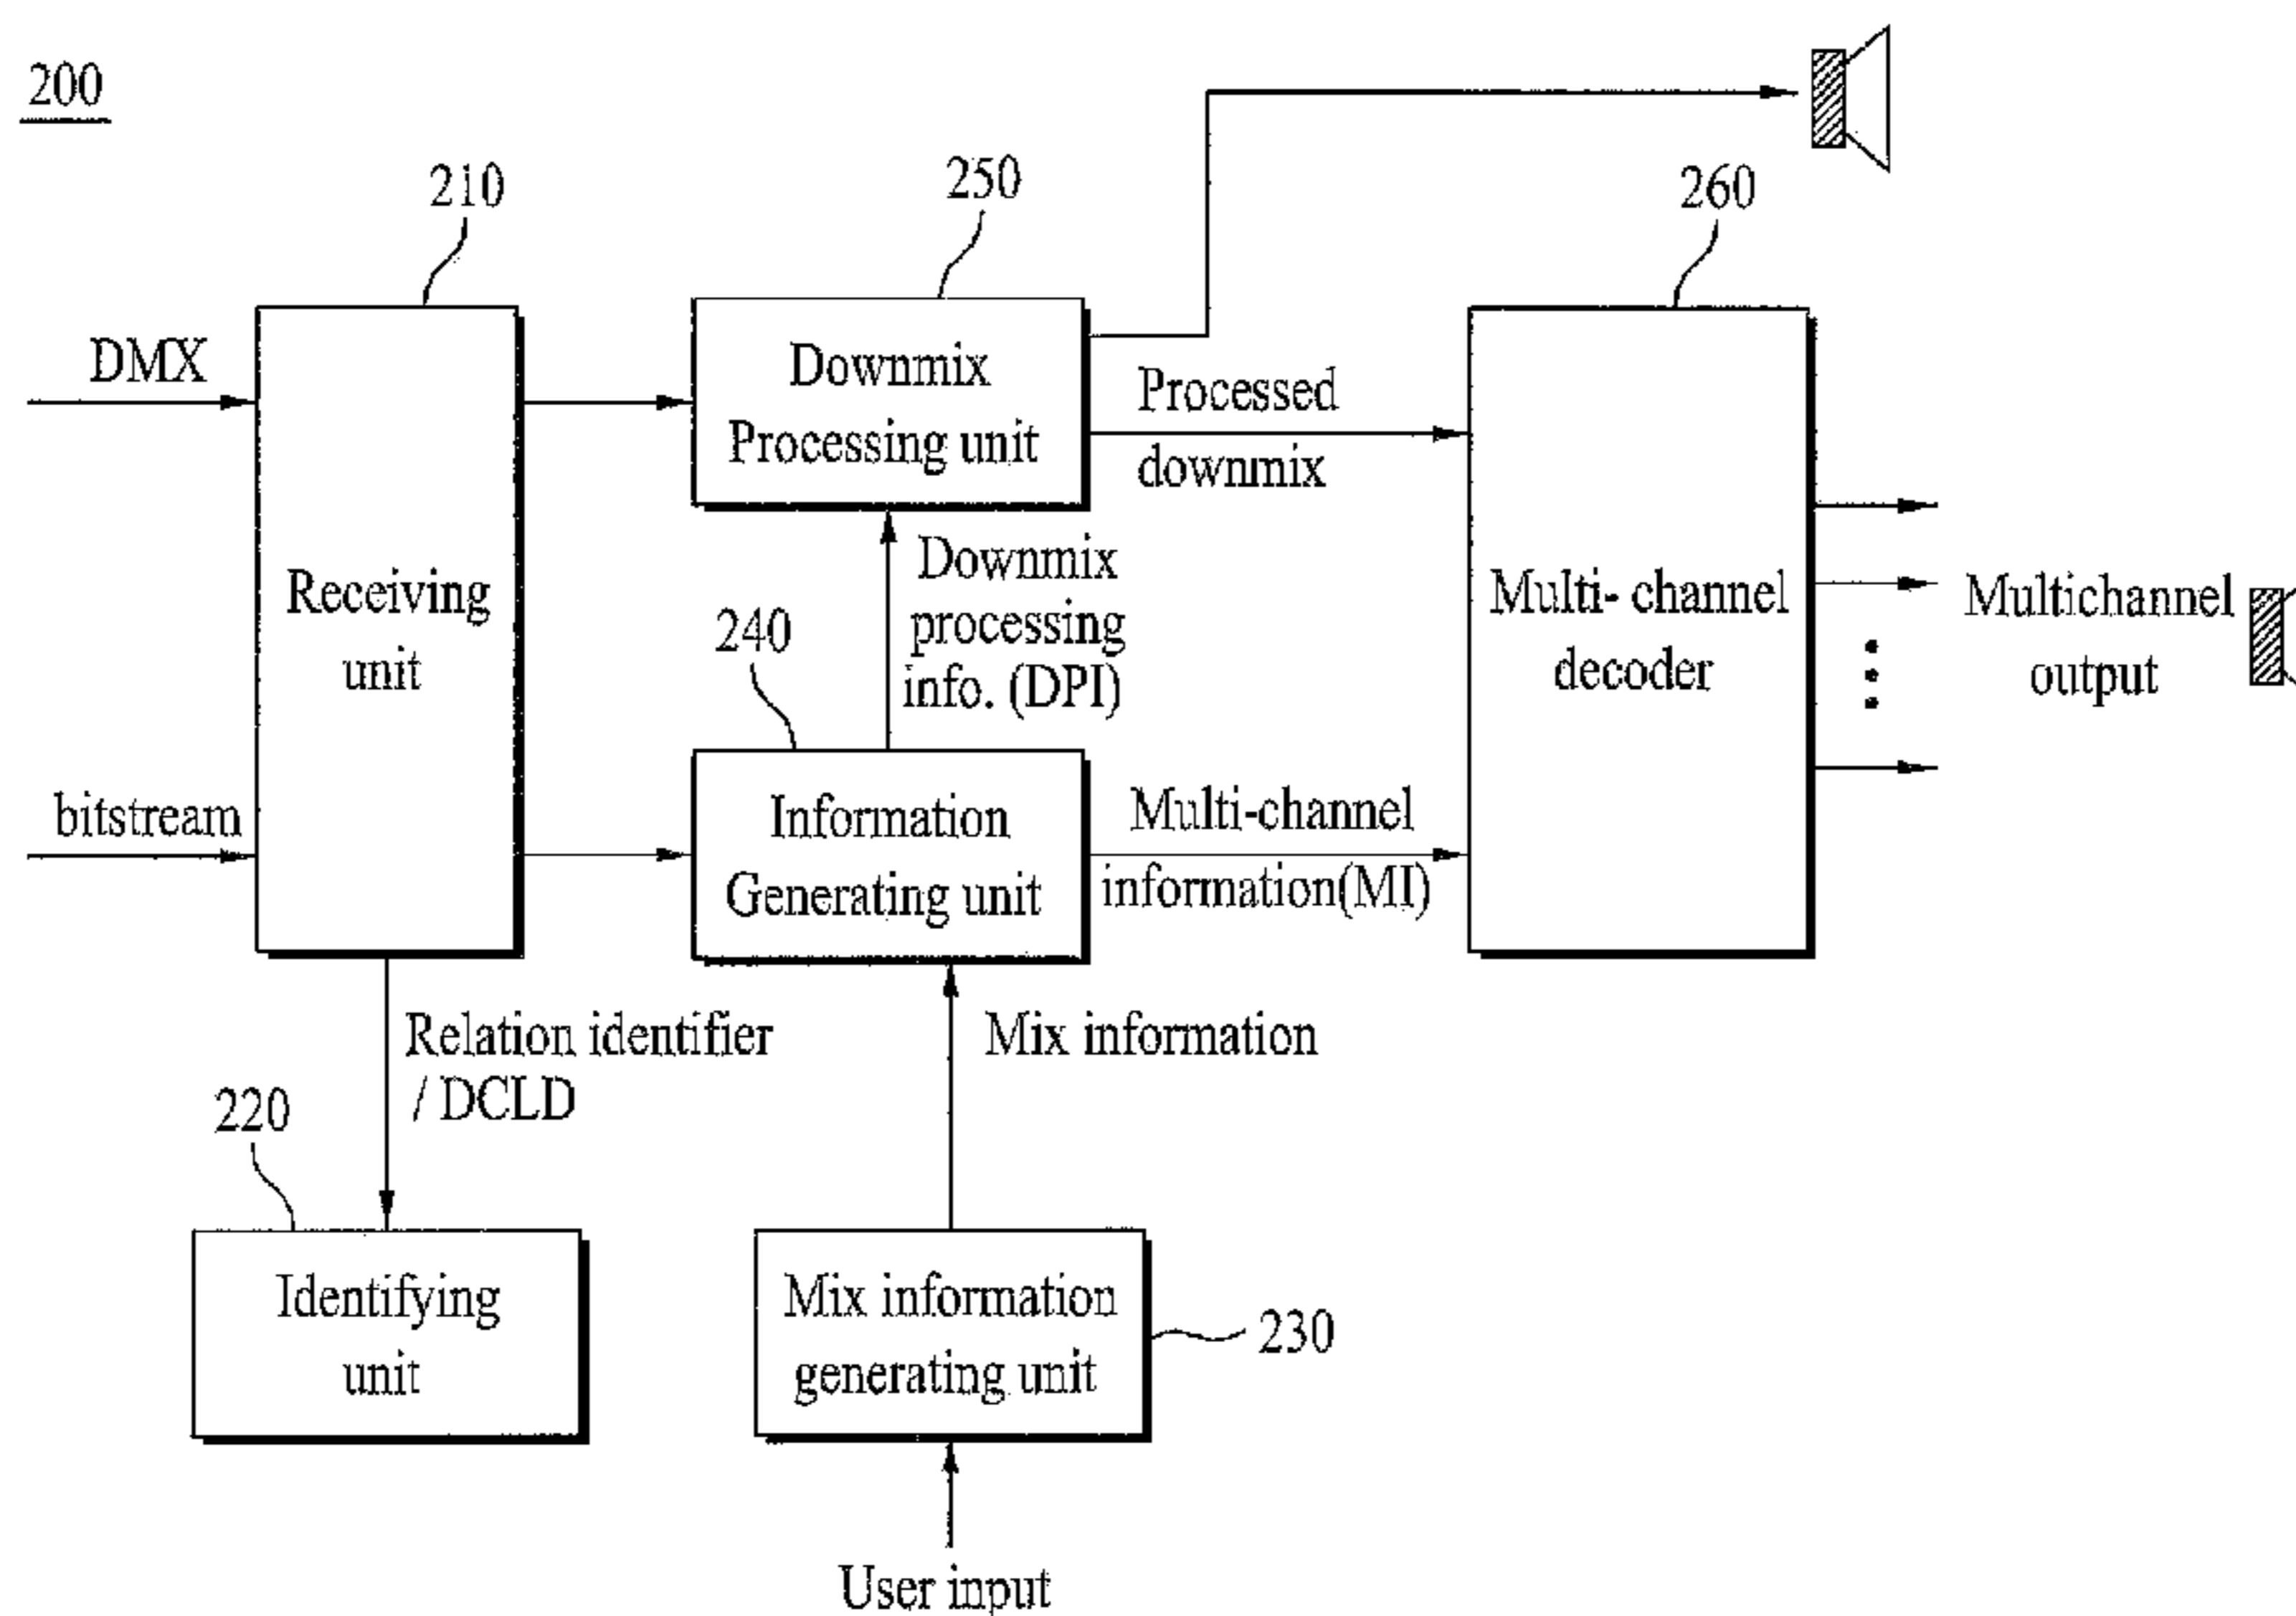 200
210
250
260
DMX
Downmix
Processing unit
Processed
downmix
Receiving
unit
Downmix
processing
info. (DPI)
240
Multi- channel
decoder
Multichannel
output
bitstream
Information
Generating unit
Multi-channel
information(MI)
Relation identifier
/ DCLD
Mix information
220
Identifying
unit
Mix information
generating unit
230
User input